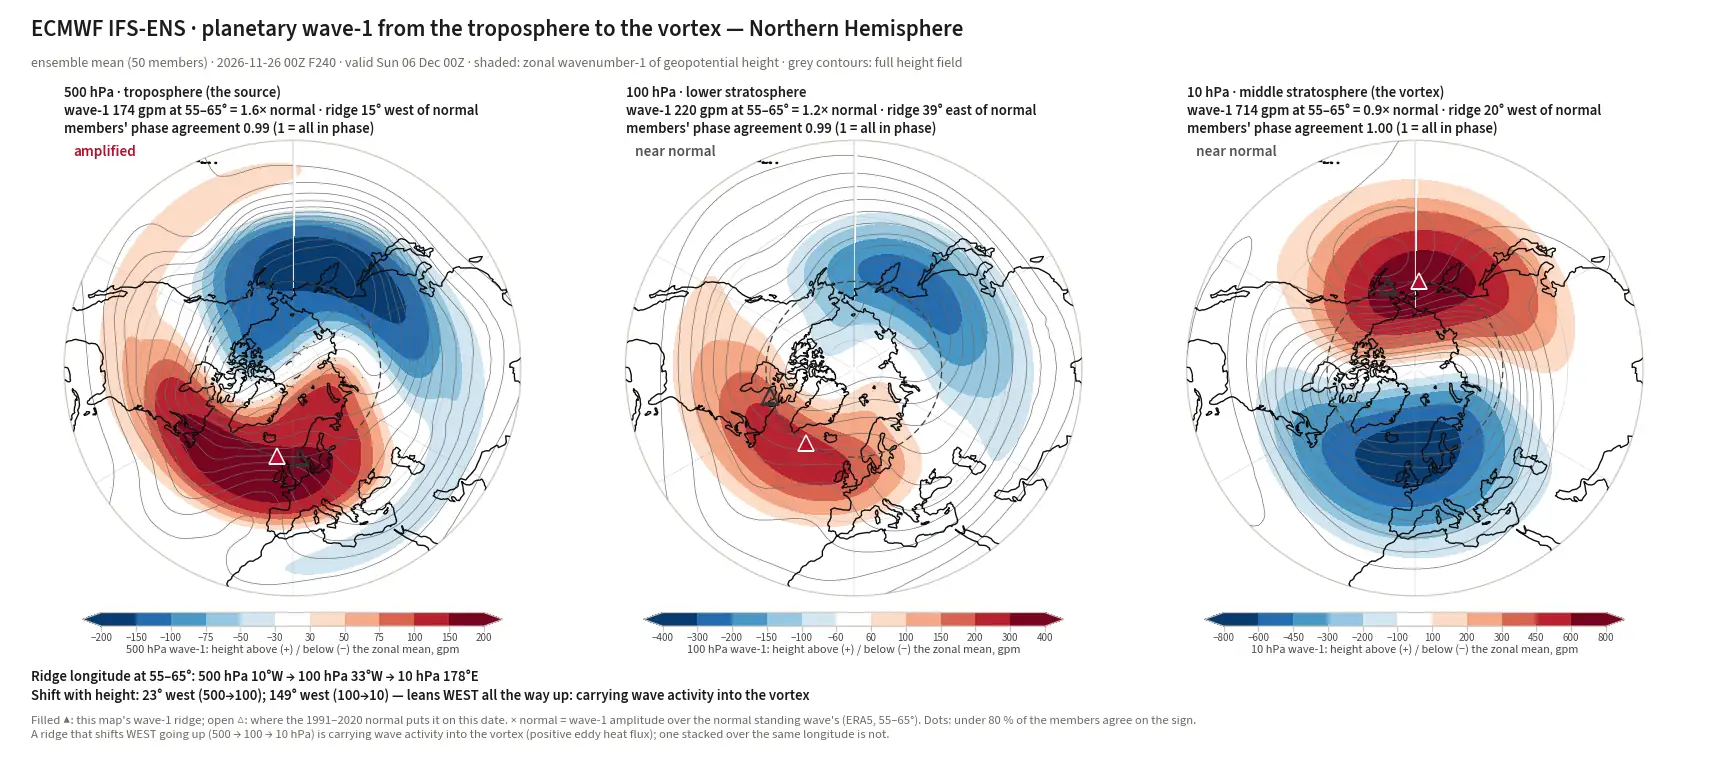 ECMWF IFS-ENS · planetary wave-1 from the troposphere to the vortex — Northern Hemisphere
ensemble mean (50 members) · 2026-11-26 00Z F240 · valid Sun 06 Dec 00Z · shaded: zonal wavenumber-1 of geopotential height · grey contours: full height field
500 hPa · troposphere (the source)
wave-1 174 gpm at 55–65° = 1.6× normal · ridge 15° west of normal
members' phase agreement 0.99 (1 = all in phase)
amplified
100 hPa · lower stratosphere
wave-1 220 gpm at 55–65° = 1.2× normal · ridge 39° east of normal
members' phase agreement 0.99 (1 = all in phase)
near normal
10 hPa · middle stratosphere (the vortex)
wave-1 714 gpm at 55–65° = 0.9× normal · ridge 20° west of normal
members' phase agreement 1.00 (1 = all in phase)
near normal
−200 −150 −100 −75 −50 −30 30 50 75 100 150 200
500 hPa wave-1: height above (+) / below (−) the zonal mean, gpm
−400 −300 −200 −150 −100 −60 60 100 150 200 300 400
100 hPa wave-1: height above (+) / below (−) the zonal mean, gpm
−800 −600 −450 −300 −200 −100 100 200 300 450 600 800
10 hPa wave-1: height above (+) / below (−) the zonal mean, gpm
Ridge longitude at 55–65°: 500 hPa 10°W → 100 hPa 33°W → 10 hPa 178°E
Shift with height: 23° west (500→100); 149° west (100→10) — leans WEST all the way up: carrying wave activity into the vortex
Filled ▲: this map's wave-1 ridge; open △: where the 1991–2020 normal puts it on this date. × normal = wave-1 amplitude over the normal standing wave's (ERA5, 55–65°). Dots: under 80 % of the members agree on the sign.
A ridge that shifts WEST going up (500 → 100 → 10 hPa) is carrying wave activity into the vortex (positive eddy heat flux); one stacked over the same longitude is not.